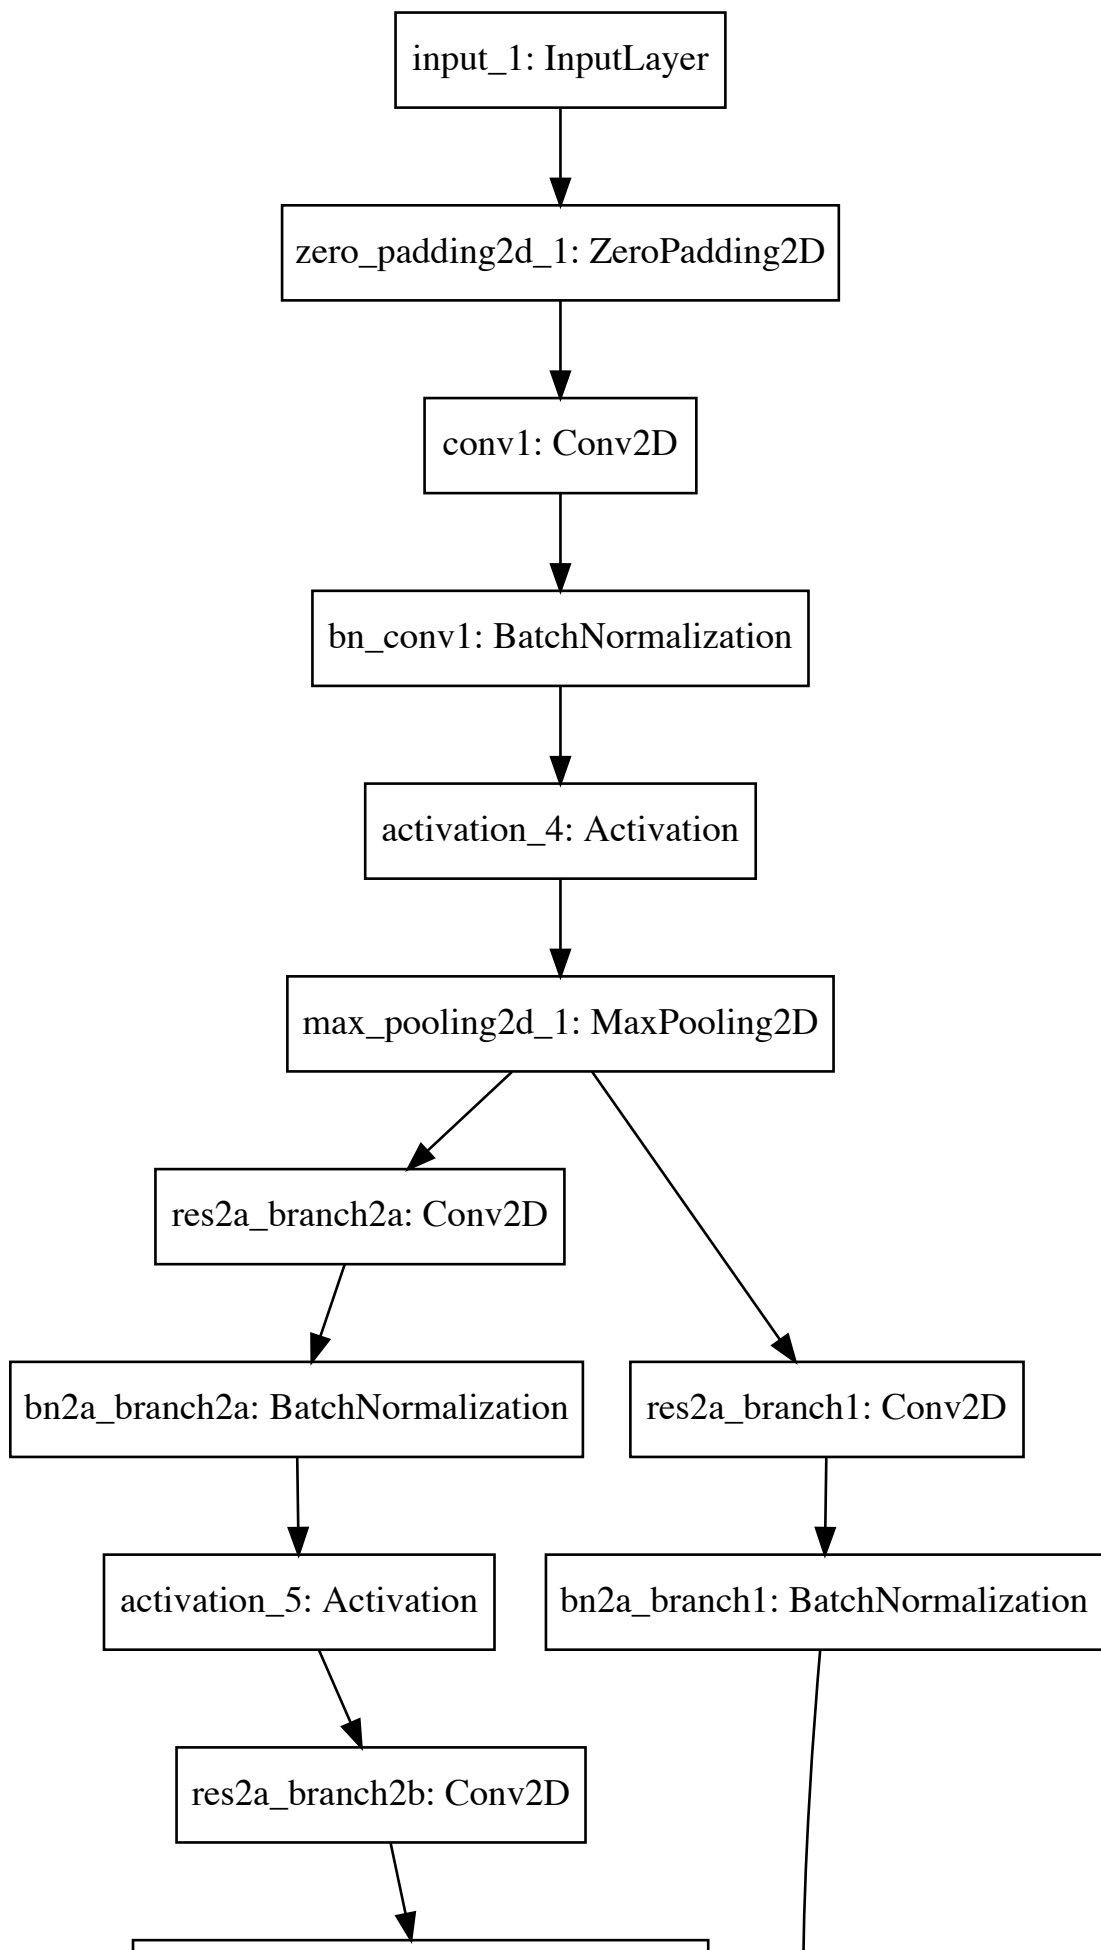 input_1: InputLayer
zero_padding2d_1: ZeroPadding2D
conv1: Conv2D
bn_conv1: BatchNormalization
activation_4: Activation
max_pooling2d_1: MaxPooling2D
res2a_branch2a: Conv2D
bn2a_branch2a: BatchNormalization
res2a_branch1: Conv2D
activation_5: Activation
bn2a_branch1: BatchNormalization
res2a_branch2b: Conv2D